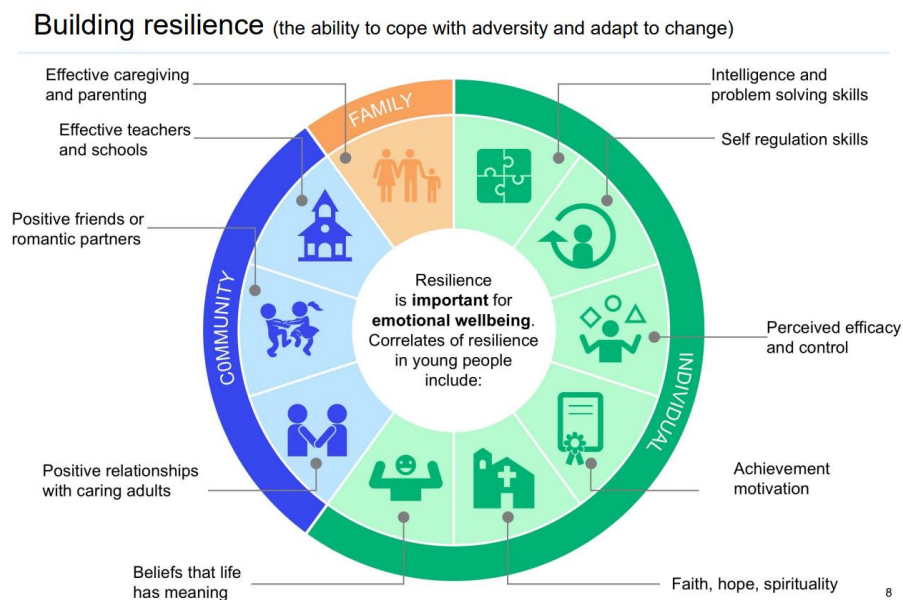 Building resilience (the ability to cope with adversity and adapt to change)
Effective caregiving
and parenting
Effective teachers
and schools
Positive friends or
romantic partners
Positive relationships
with caring adults
Beliefs that life
has meaning
FAMILY
COMMUNITY
INDIVIDUAL
Resilience
is important for
emotional wellbeing.
Correlates of resilience
in young people
include:
Intelligence and
problem solving skills
Self regulation skills
Perceived efficacy
and control
Achievement
motivation
Faith, hope, spirituality
8